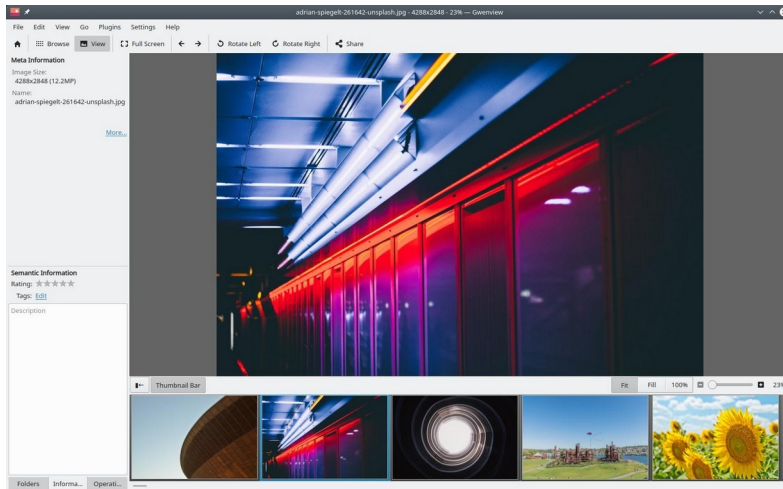 adrian-spiegelt-261642-unsplash.jpg - 4288x2848 - 23% — Gwenview
File Edit View Go Plugins Settings Help
Browse View Full Screen Rotate Left Rotate Right Share
Meta Information
Image Size:
4288x2848 (12.2MP)
Name:
adrian-spiegelt-261642-unsplash.jpg
More...
Semantic Information
Rating:
Tags: Edit
Description
Thumbnail Bar Fit Fill 100% 23%
Folders Informa... Operati...